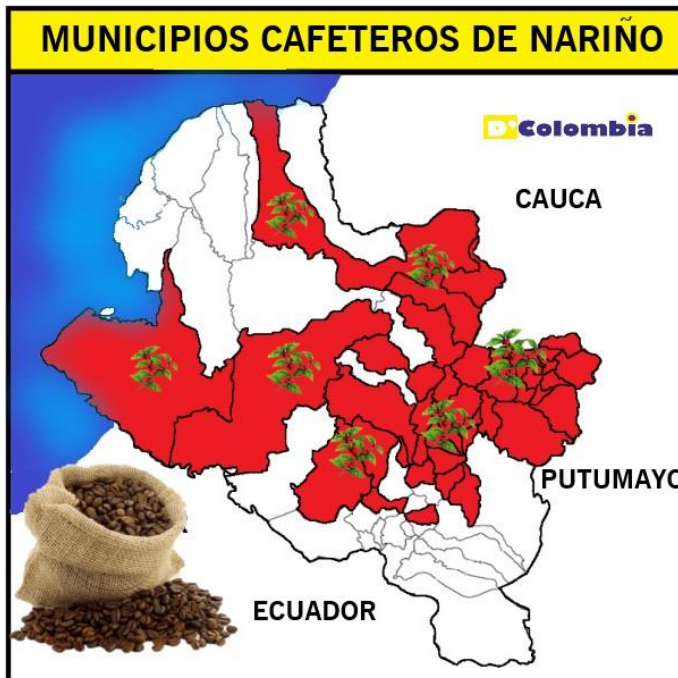 MUNICIPIOS CAFETEROS DE NARIÑO
D'Colombia
CAUCA
PUTUMAYO
ECUADOR